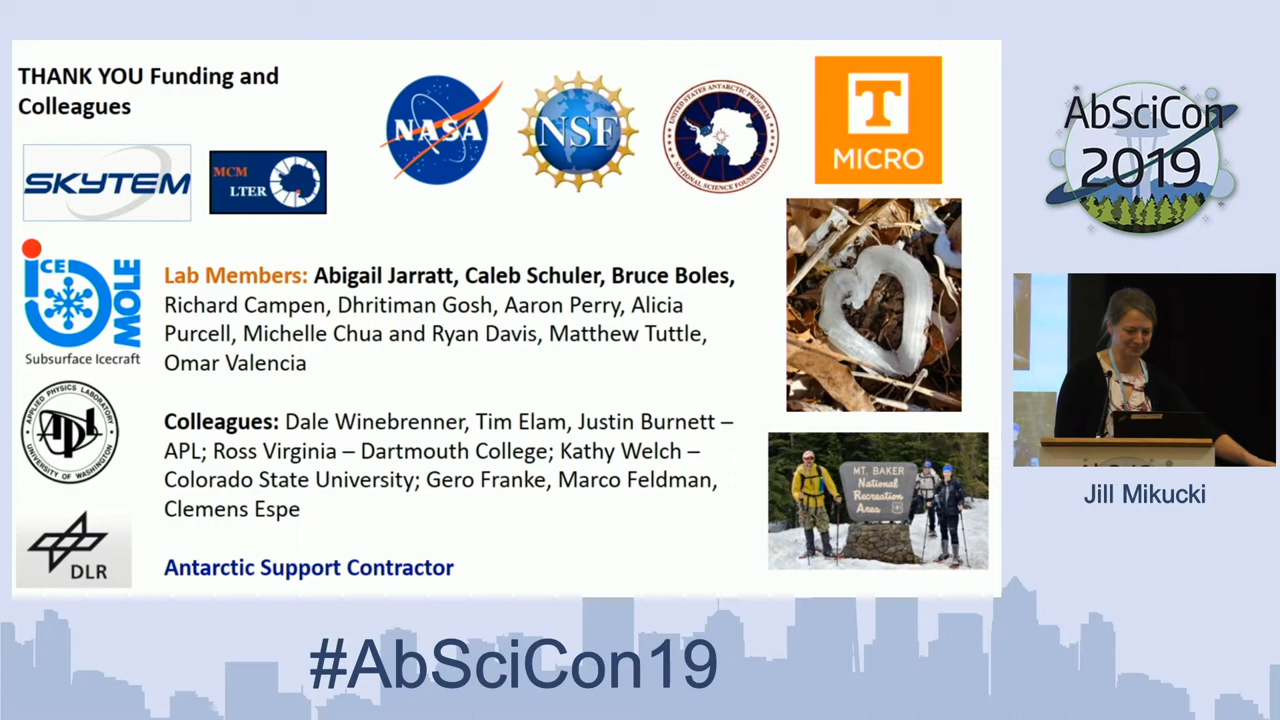 THANK YOU Funding and
Colleagues
NASA
NSF
UNITED STATES ANTARCTIC PROGRAM
NATIONAL SCIENCE FOUNDATION
T
MICRO
SKYTEM
MCM
LTER
ICE
MOLE
Subsurface Icecraft
Lab Members: Abigail Jarratt, Caleb Schuler, Bruce Boles,
Richard Campen, Dhritiman Gosh, Aaron Perry, Alicia
Purcell, Michelle Chua and Ryan Davis, Matthew Tuttle,
Omar Valencia
APPLIED PHYSICS LABORATORY
APL
UNIVERSITY OF WASHINGTON
Colleagues: Dale Winebrenner, Tim Elam, Justin Burnett –
APL; Ross Virginia – Dartmouth College; Kathy Welch –
Colorado State University; Gero Franke, Marco Feldman,
Clemens Espe
MT. BAKER
National
Recreation
Area
DLR
Antarctic Support Contractor
AbSciCon
2019
Jill Mikucki
#AbSciCon19